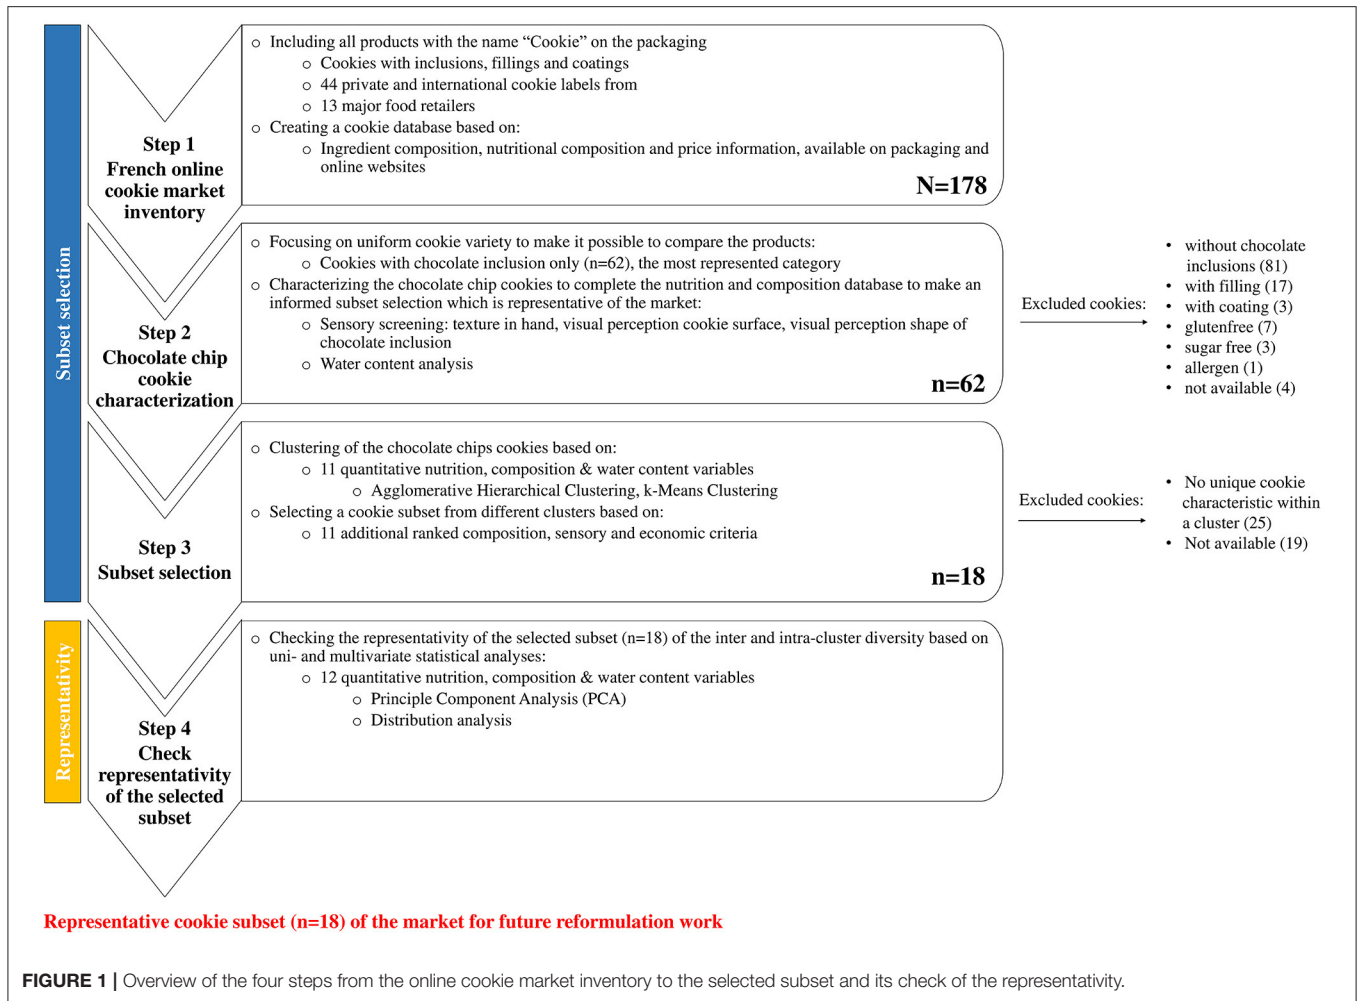 Subset selection
Step 1
French online
cookie market
inventory
o Including all products with the name “Cookie” on the packaging
o Cookies with inclusions, fillings and coatings
o 44 private and international cookie labels from
o 13 major food retailers
o Creating a cookie database based on:
o Ingredient composition, nutritional composition and price information, available on packaging and
online websites
N=178
Step 2
Chocolate chip
cookie
characterization
o Focusing on uniform cookie variety to make it possible to compare the products:
o Cookies with chocolate inclusion only (n=62), the most represented category
o Characterizing the chocolate chip cookies to complete the nutrition and composition database to make an
informed subset selection which is representative of the market:
o Sensory screening: texture in hand, visual perception cookie surface, visual perception shape of
chocolate inclusion
o Water content analysis
n=62
Excluded cookies:
• without chocolate
inclusions (81)
• with filling (17)
• with coating (3)
• glutenfree (7)
• sugar free (3)
• allergen (1)
• not available (4)
Step 3
Subset selection
o Clustering of the chocolate chips cookies based on:
o 11 quantitative nutrition, composition & water content variables
o Agglomerative Hierarchical Clustering, k-Means Clustering
o Selecting a cookie subset from different clusters based on:
o 11 additional ranked composition, sensory and economic criteria
n=18
Excluded cookies:
• No unique cookie
characteristic within
a cluster (25)
• Not available (19)
Representativity
Step 4
Check
representativity
of the selected
subset
o Checking the representativity of the selected subset (n=18) of the inter and intra-cluster diversity based on
uni- and multivariate statistical analyses:
o 12 quantitative nutrition, composition & water content variables
o Principle Component Analysis (PCA)
o Distribution analysis
Representative cookie subset (n=18) of the market for future reformulation work
FIGURE 1 | Overview of the four steps from the online cookie market inventory to the selected subset and its check of the representativity.